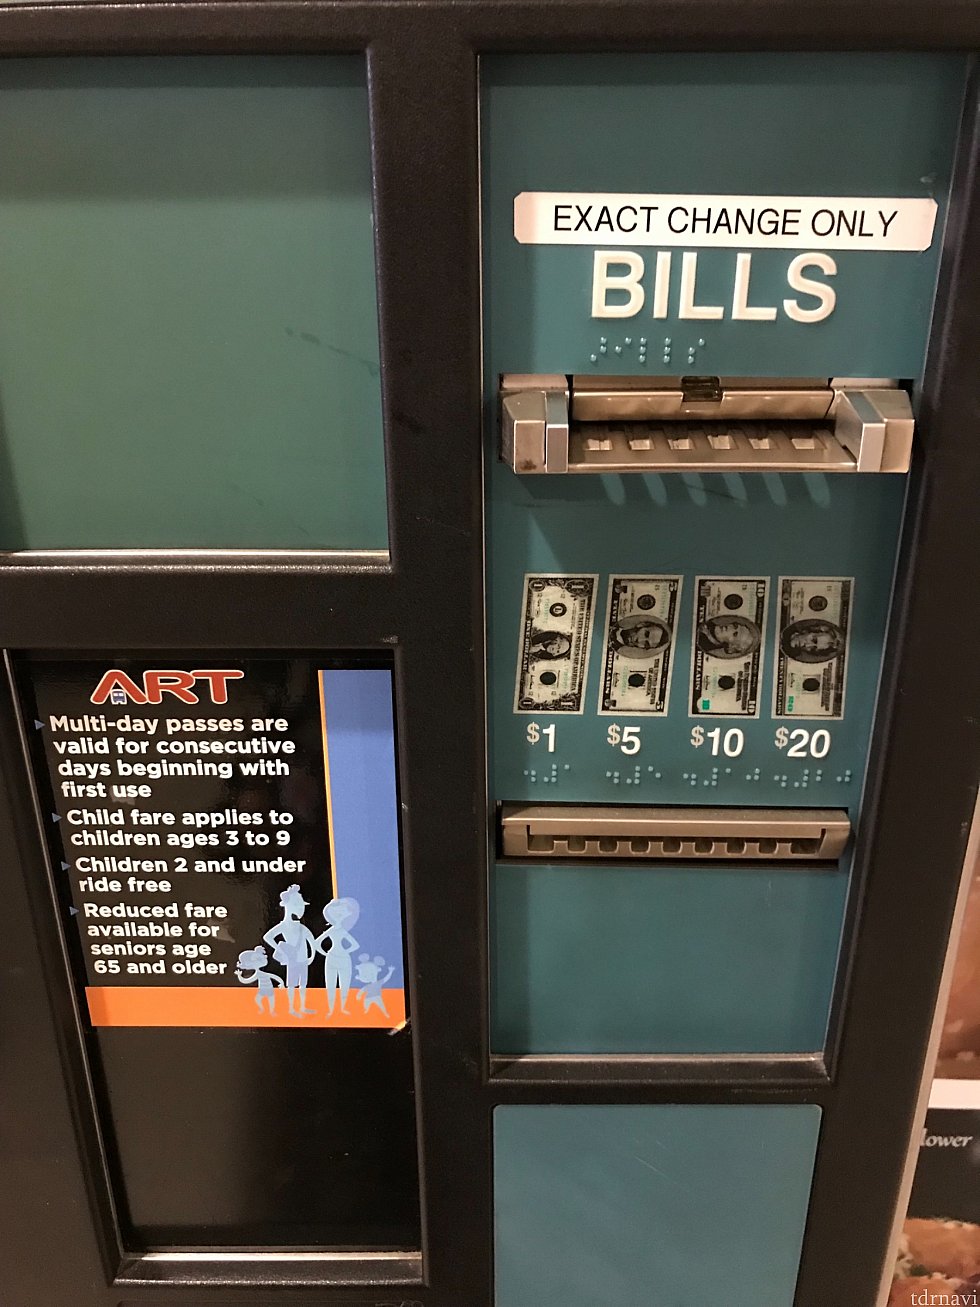 EXACT CHANGE ONLY
BILLS
$1 $5 $10 $20
ART
Multi-day passes are
valid for consecutive
days beginning with
first use
Child fare applies to
children ages 3 to 9
Children 2 and under
ride free
Reduced fare
available for
seniors age
65 and older
lower
tdrnavi